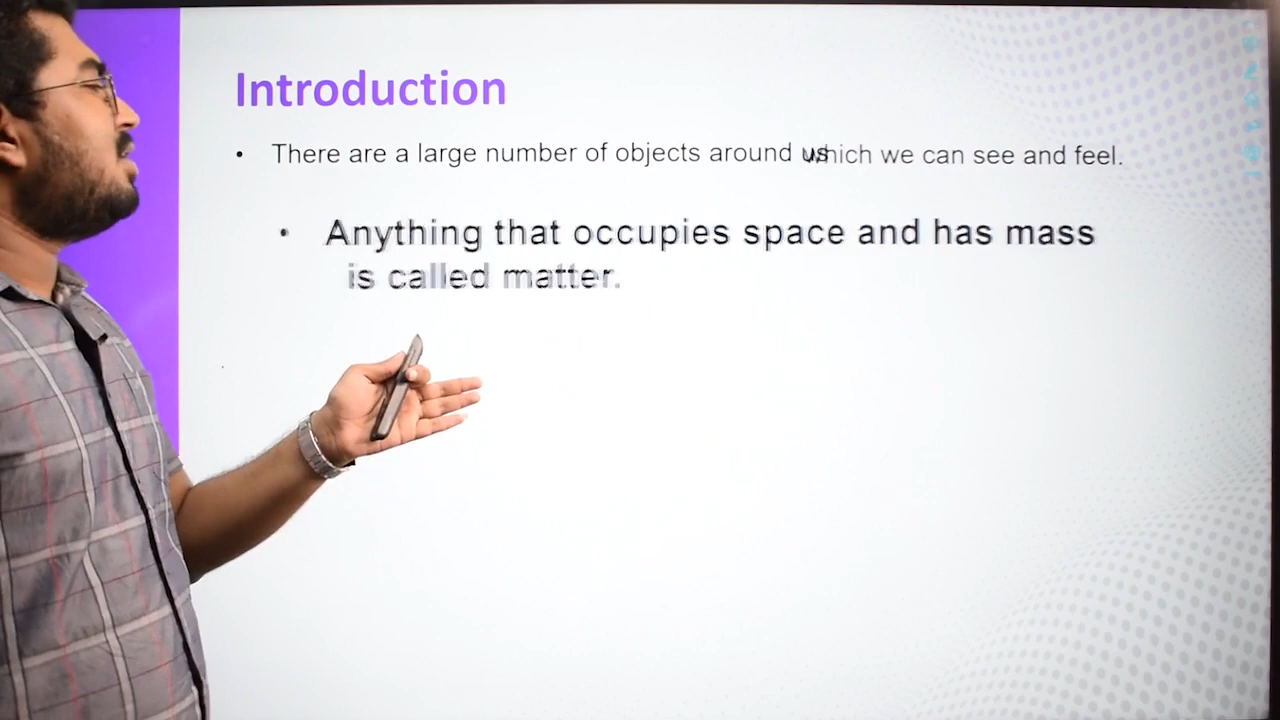 Introduction
• There are a large number of objects around us which we can see and feel.
• Anything that occupies space and has mass
is called matter.